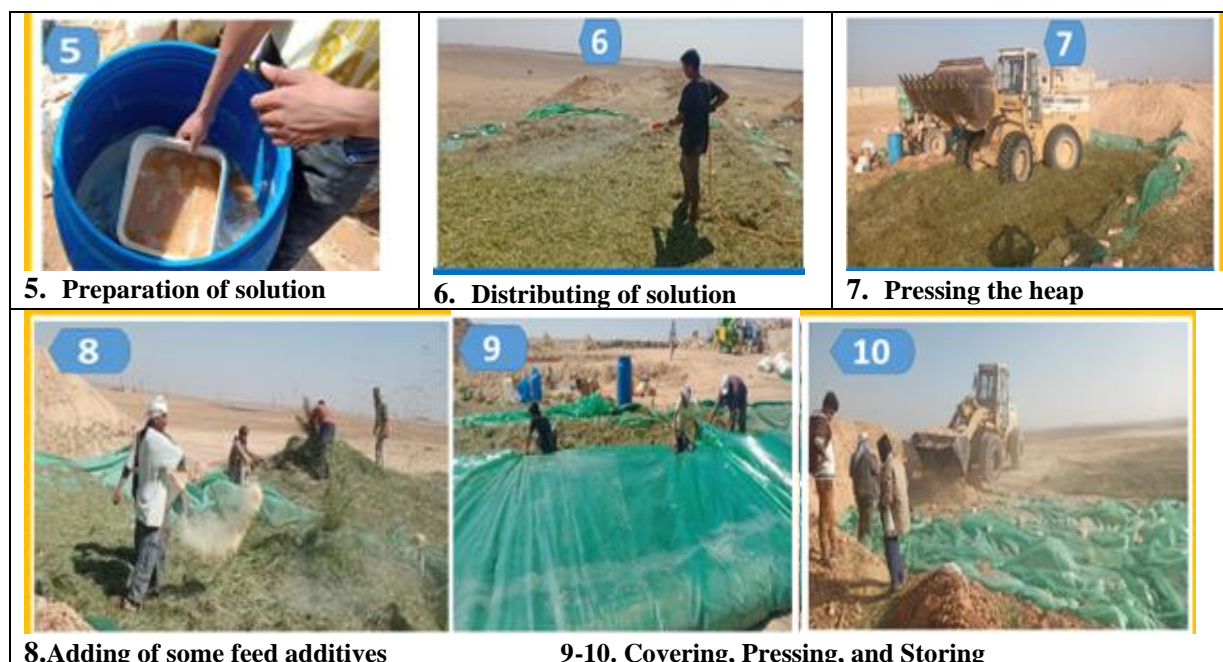 5
6
7
5. Preparation of solution
6. Distributing of solution
7. Pressing the heap
8
9
10
8.Adding of some feed additives
9-10. Covering, Pressing, and Storing